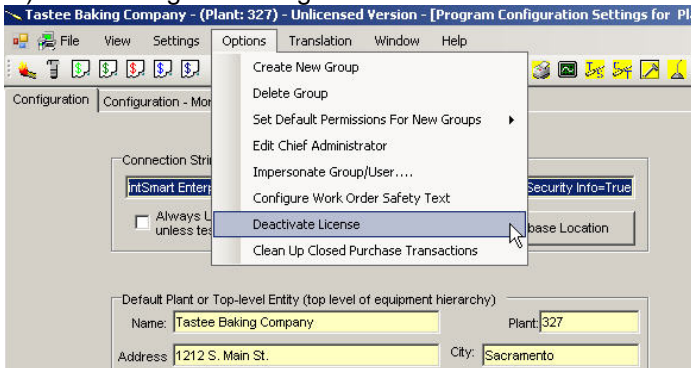 Tastee Baking Company - (Plant: 327) - Unlicensed Version - [Program Configuration Settings for Pl
File View Settings Options Translation Window Help
Create New Group
Delete Group
Set Default Permissions For New Groups
Edit Chief Administrator
Impersonate Group/User....
Configure Work Order Safety Text
Deactivate License
Clean Up Closed Purchase Transactions
Configuration Configuration - Mor
Connection Stri
intSmart Enterp Security Info=True
Always U
unless tes
base Location
Default Plant or Top-level Entity (top level of equipment hierarchy)
Name: Tastee Baking Company Plant: 327
Address 1212 S. Main St. City: Sacramento